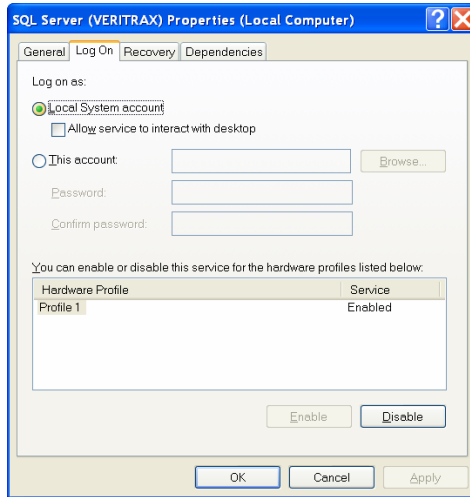 SQL Server (VERITRAX) Properties (Local Computer)
General Log On Recovery Dependencies
Log on as:
Local System account
Allow service to interact with desktop
This account:
Browse...
Password:
Confirm password:
You can enable or disable this service for the hardware profiles listed below:
Hardware Profile Service
Profile 1 Enabled
Enable Disable
OK Cancel Apply